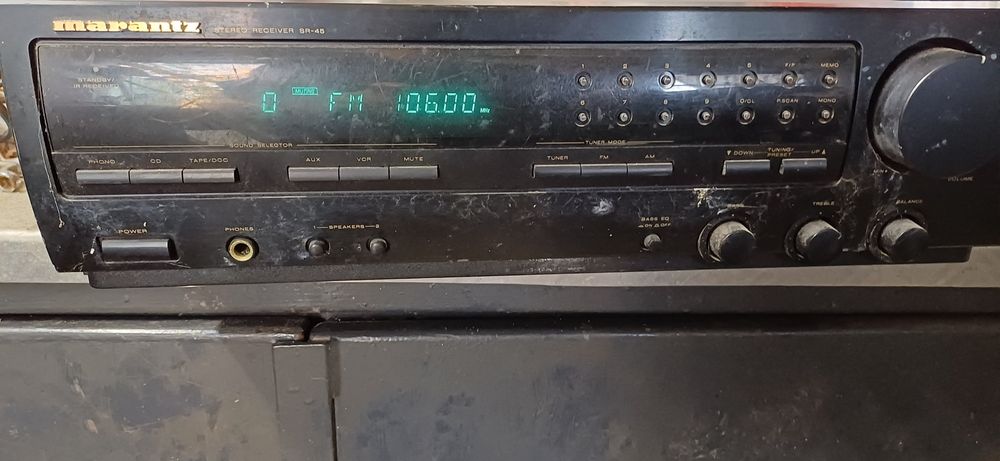 marantz STEREO RECEIVER SR-45
STANDBY/
IR RECEIVED
0 FM 106.00 MHz
1 2 3 4 5 F/F MEMO
6 7 8 9 0/CL P.SCAN MONO
SOUND SELECTOR
TUNER MODE
PHONO CD TAPE/DCC AUX VCR MUTE TUNER FM AM ▼ DOWN TUNING/PRESET UP ▲
VOLUME
POWER PHONES 1 SPEAKERS 2 BASS EQ TREBLE BALANCE
ON OFF